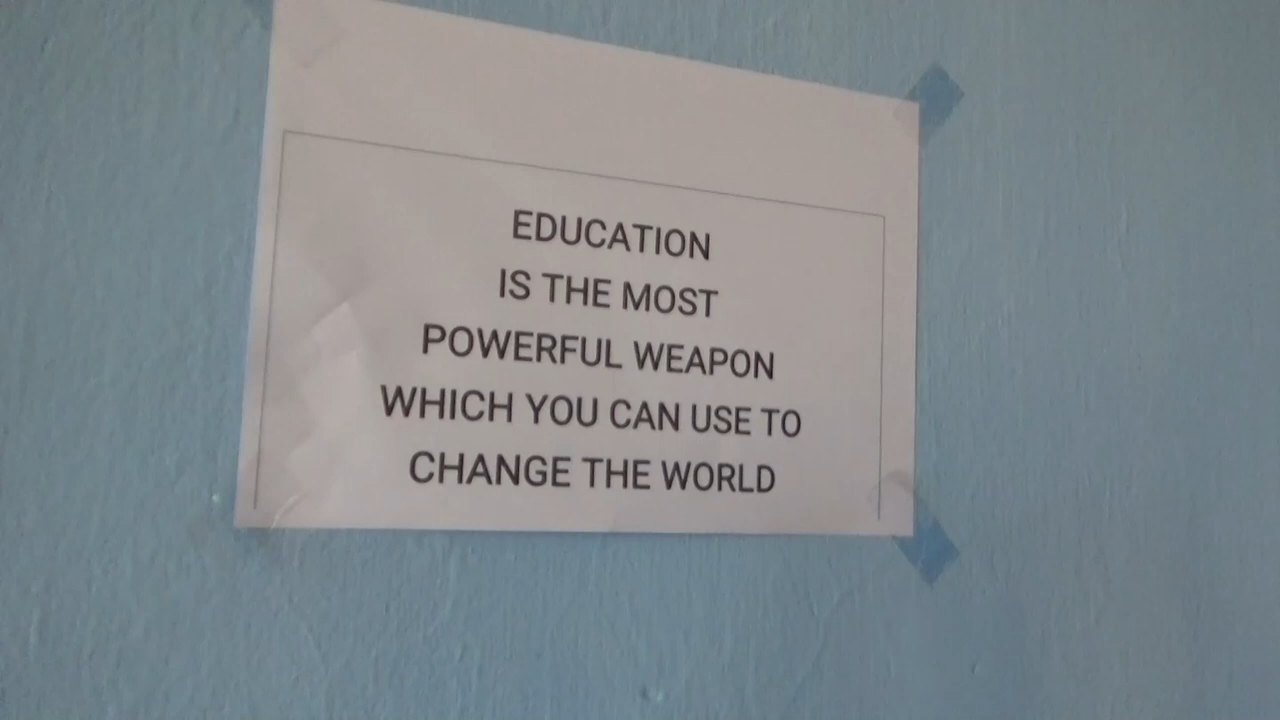 EDUCATION
IS THE MOST
POWERFUL WEAPON
WHICH YOU CAN USE TO
CHANGE THE WORLD